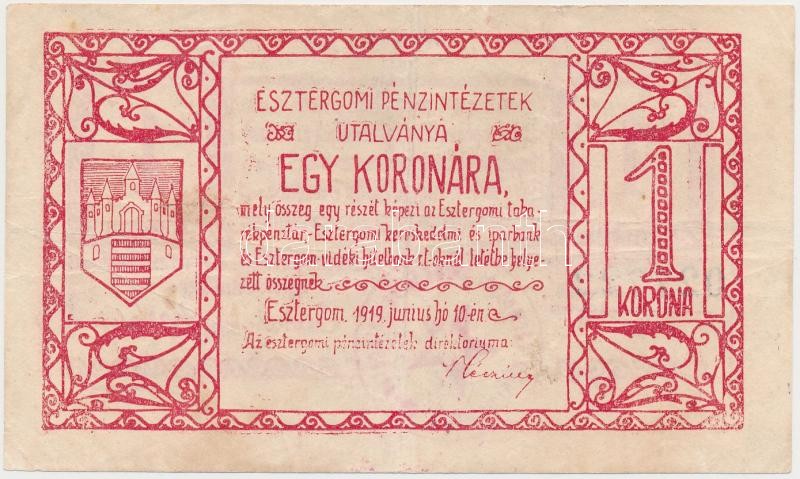 ESZTERGOMI PÉNZINTÉZETEK
UTALVÁNYA
EGY KORONÁRA,
mely összeg egy részét képezi az Esztergomi taka
rékpénztár, Esztergomi kereskedelmi és iparbank
és Esztergom vidéki hitelbank rt-oknál letétbe helye-
zett összegnek
Esztergom, 1919. junius hó 10-én
Az esztergomi pénzintézetek direktoriuma:
1
KORONA